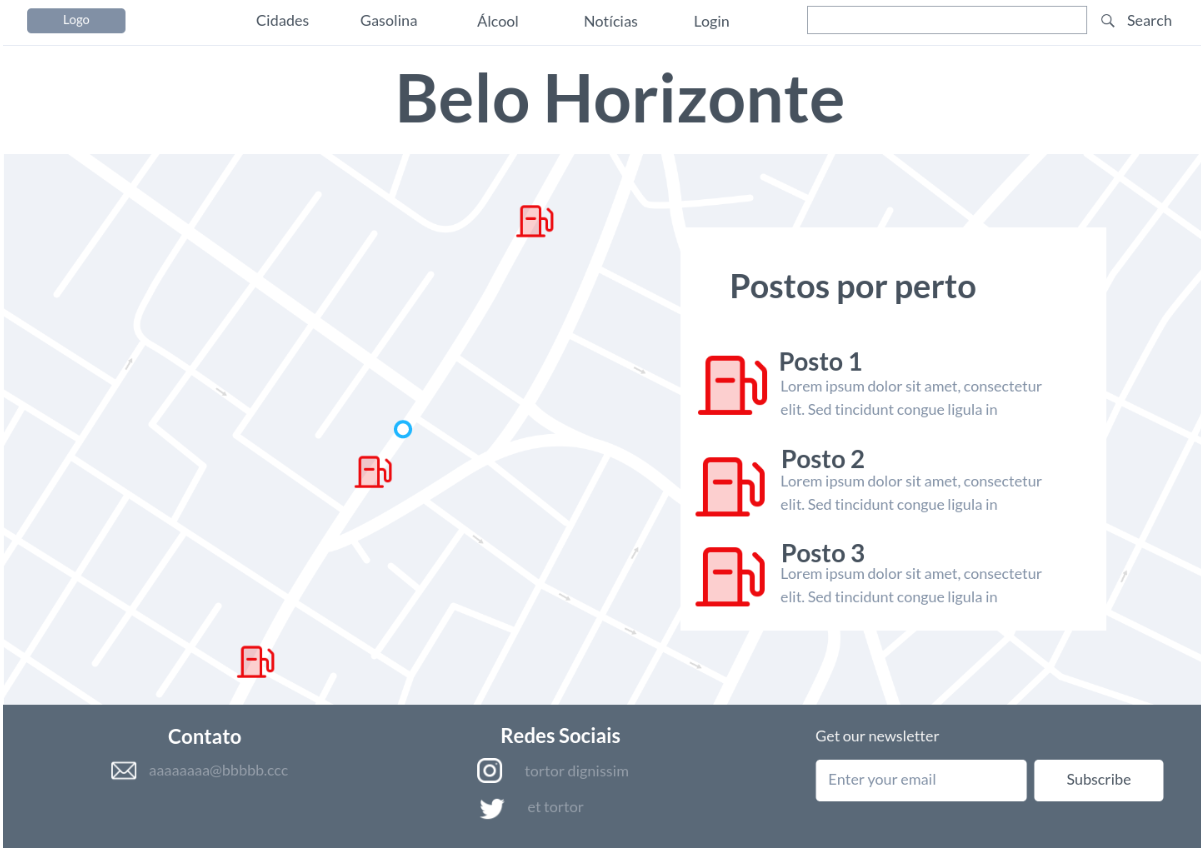 Logo
Cidades
Gasolina
Álcool
Notícias
Login
Search
Belo Horizonte
Postos por perto
Posto 1
Lorem ipsum dolor sit amet, consectetur
elit. Sed tincidunt congue ligula in
Posto 2
Lorem ipsum dolor sit amet, consectetur
elit. Sed tincidunt congue ligula in
Posto 3
Lorem ipsum dolor sit amet, consectetur
elit. Sed tincidunt congue ligula in
Contato
aaaaaaaa@bbbbb.ccc
Redes Sociais
tortor dignissim
et tortor
Get our newsletter
Enter your email
Subscribe